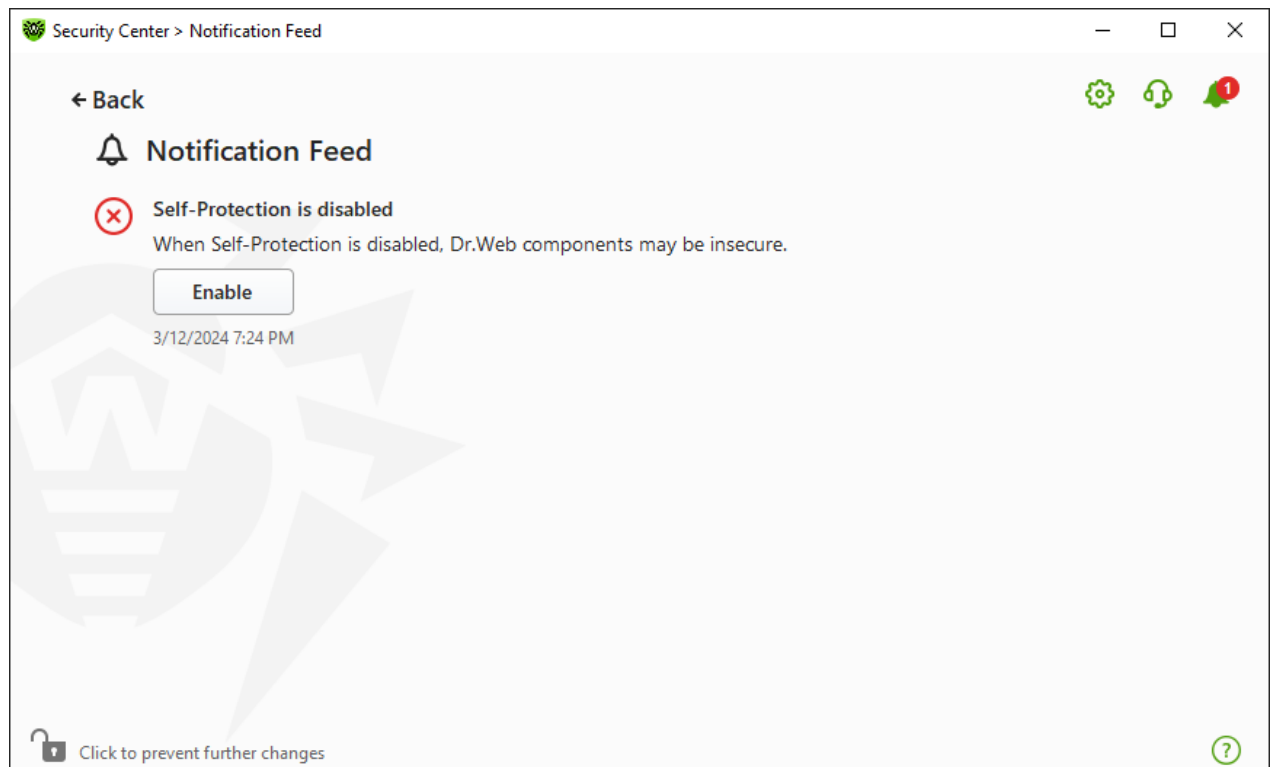 Security Center > Notification Feed
Back
1
Notification Feed
Self-Protection is disabled
When Self-Protection is disabled, Dr.Web components may be insecure.
Enable
3/12/2024 7:24 PM
Click to prevent further changes
?